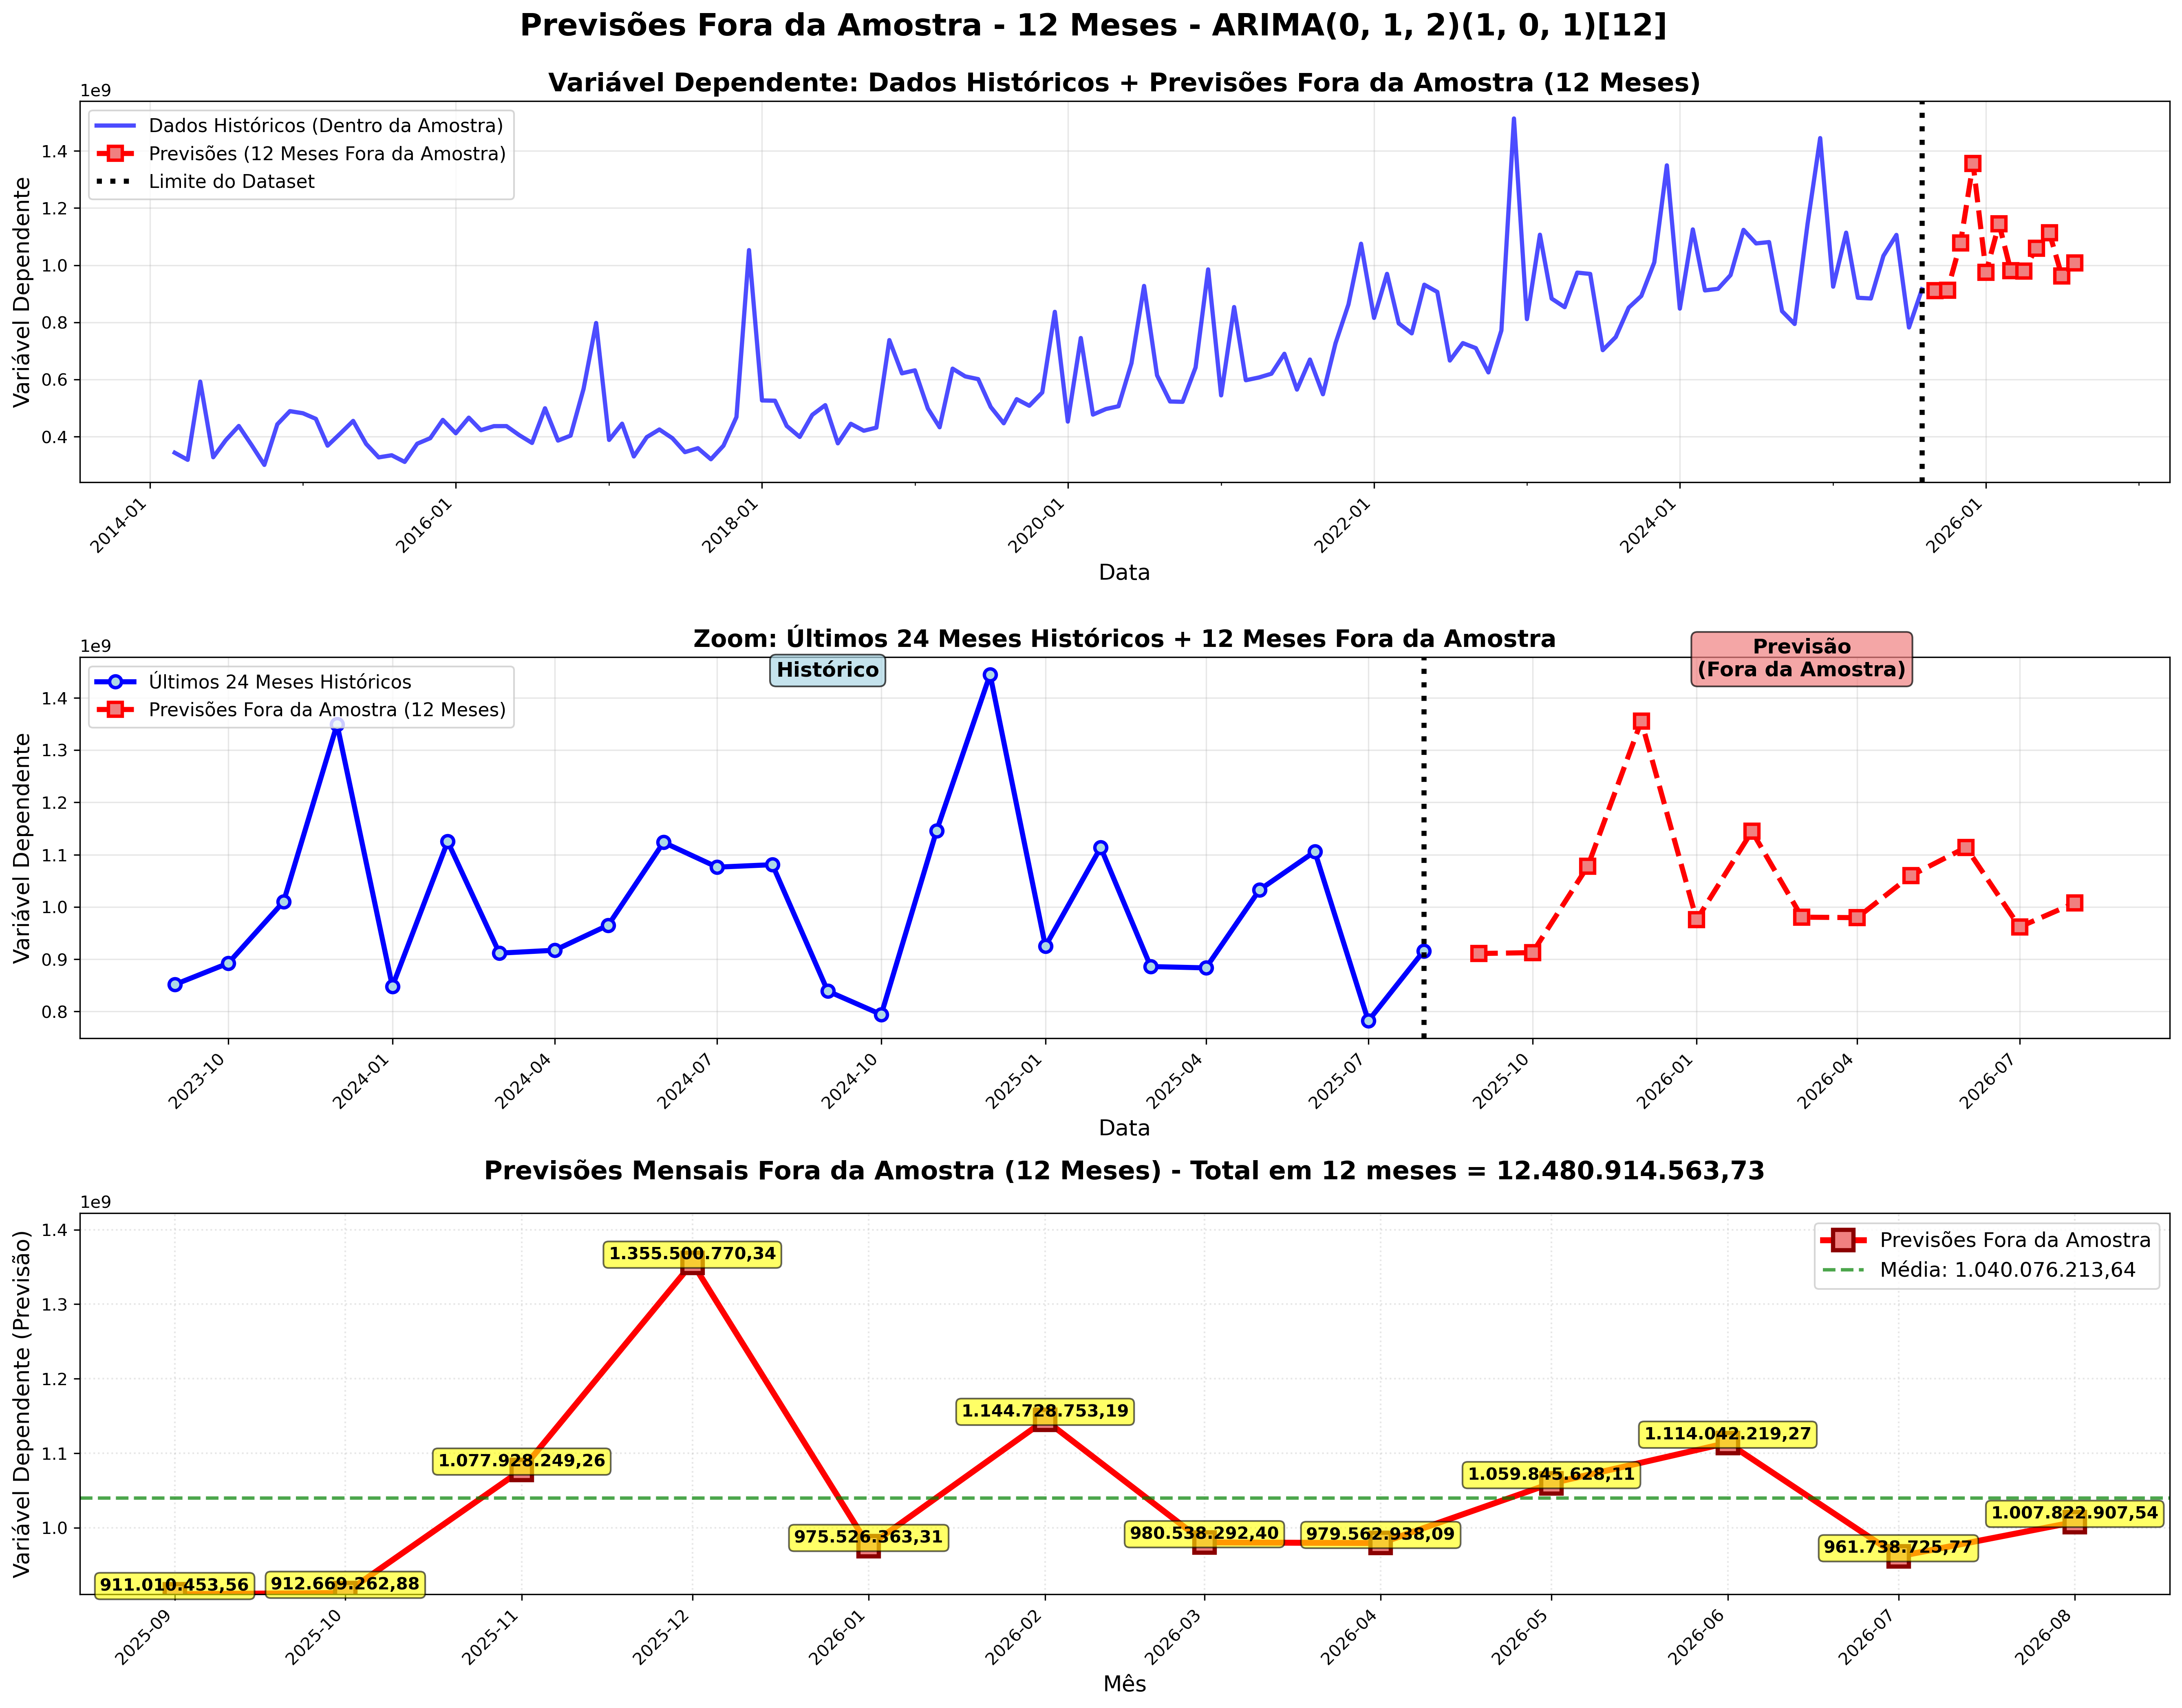 Previsões Fora da Amostra - 12 Meses - ARIMA(0, 1, 2)(1, 0, 1)[12]
Variável Dependente: Dados Históricos + Previsões Fora da Amostra (12 Meses)
1e9
Dados Históricos (Dentro da Amostra)
Previsões (12 Meses Fora da Amostra)
Limite do Dataset
Variável Dependente
1.4
1.2
1.0
0.8
0.6
0.4
2014-01
2016-01
2018-01
2020-01
2022-01
2024-01
2026-01
Data
Zoom: Últimos 24 Meses Históricos + 12 Meses Fora da Amostra
1e9
Últimos 24 Meses Históricos
Previsões Fora da Amostra (12 Meses)
Histórico
Previsão
(Fora da Amostra)
Variável Dependente
1.4
1.3
1.2
1.1
1.0
0.9
0.8
2023-10
2024-01
2024-04
2024-07
2024-10
2025-01
2025-04
2025-07
2025-10
2026-01
2026-04
2026-07
Data
Previsões Mensais Fora da Amostra (12 Meses) - Total em 12 meses = 12.480.914.563,73
1e9
Previsões Fora da Amostra
Média: 1.040.076.213,64
Variável Dependente (Previsão)
1.4
1.3
1.2
1.1
1.0
911.010.453,56
912.669.262,88
1.077.928.249,26
1.355.500.770,34
975.526.363,31
1.144.728.753,19
980.538.292,40
979.562.938,09
1.059.845.628,11
1.114.042.219,27
961.738.725,77
1.007.822.907,54
2025-09
2025-10
2025-11
2025-12
2026-01
2026-02
2026-03
2026-04
2026-05
2026-06
2026-07
2026-08
Mês